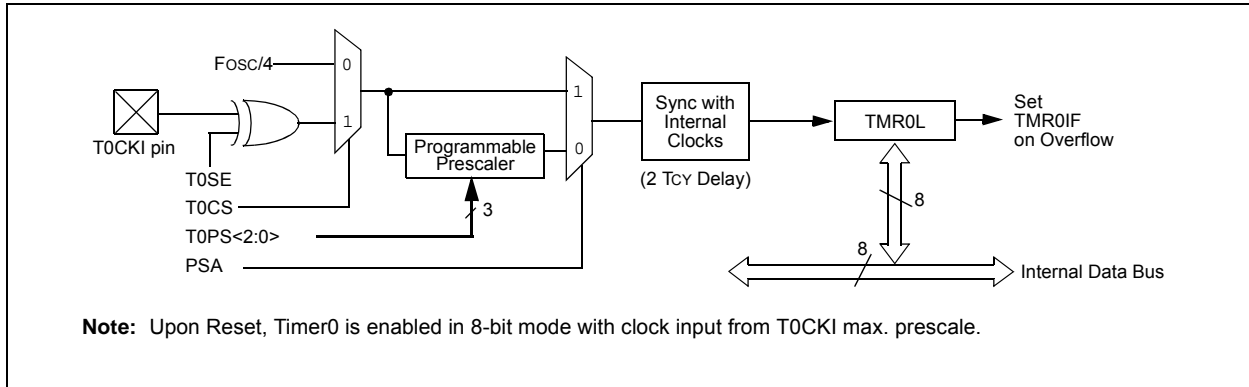 FOSC/4
0
1
T0CKI pin
T0SE
T0CS
T0PS<2:0>
PSA
Programmable
Prescaler
3
1
0
Sync with
Internal
Clocks
(2 TCY Delay)
TMR0L
Set
TMR0IF
on Overflow
8
8
Internal Data Bus
Note: Upon Reset, Timer0 is enabled in 8-bit mode with clock input from T0CKI max. prescale.